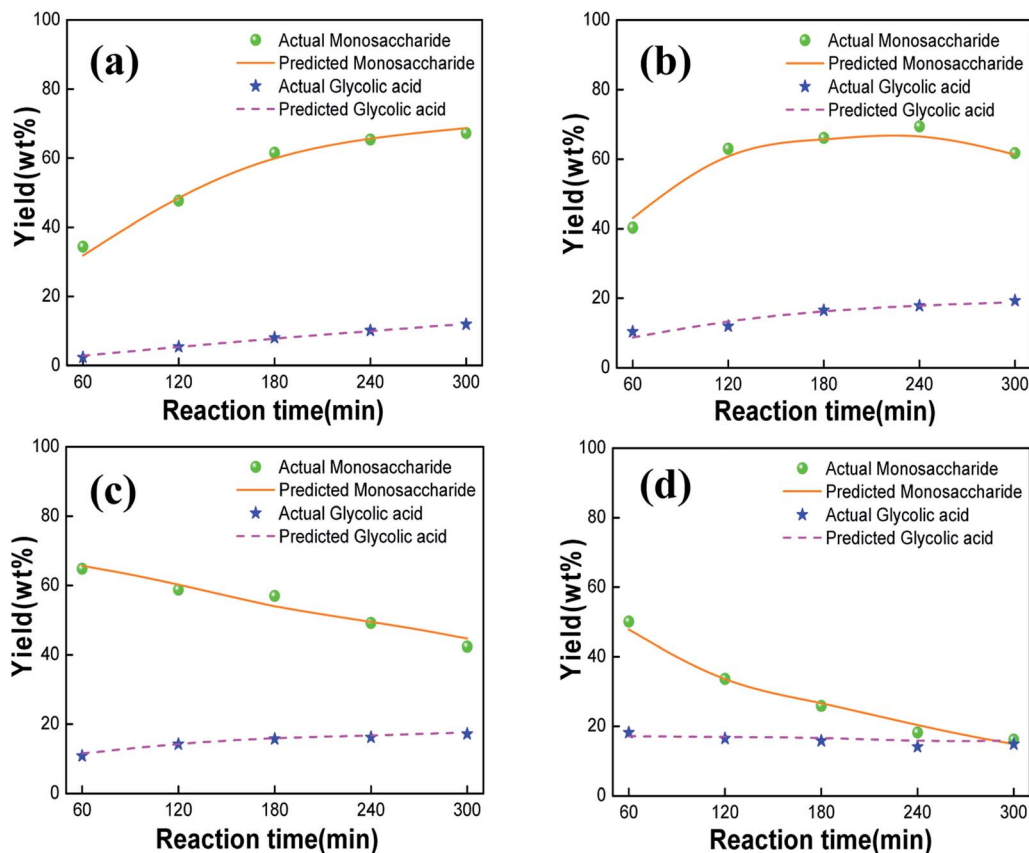 (a)
Actual Monosaccharide
Predicted Monosaccharide
Actual Glycolic acid
Predicted Glycolic acid
Yield(wt%)
100
80
60
40
20
0
60 120 180 240 300
Reaction time(min)
(b)
Actual Monosaccharide
Predicted Monosaccharide
Actual Glycolic acid
Predicted Glycolic acid
Yield(wt%)
100
80
60
40
20
0
60 120 180 240 300
Reaction time(min)
(c)
Actual Monosaccharide
Predicted Monosaccharide
Actual Glycolic acid
Predicted Glycolic acid
Yield(wt%)
100
80
60
40
20
0
60 120 180 240 300
Reaction time(min)
(d)
Actual Monosaccharide
Predicted Monosaccharide
Actual Glycolic acid
Predicted Glycolic acid
Yield(wt%)
100
80
60
40
20
0
60 120 180 240 300
Reaction time(min)